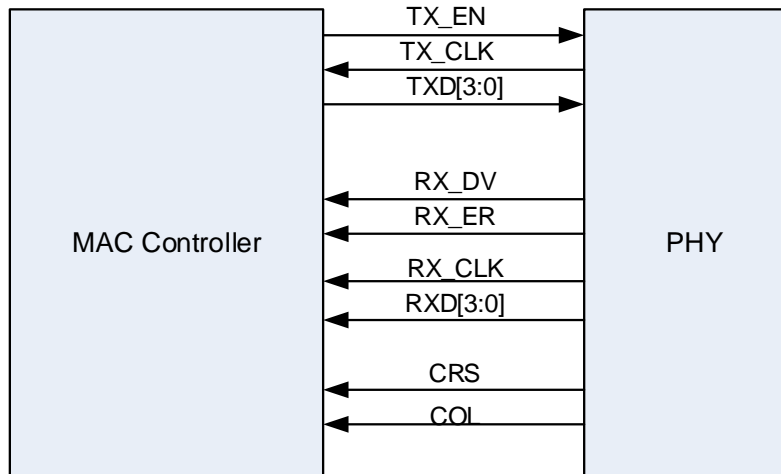 TX_EN
TX_CLK
TXD[3:0]
RX_DV
RX_ER
MAC Controller
PHY
RX_CLK
RXD[3:0]
CRS
COL